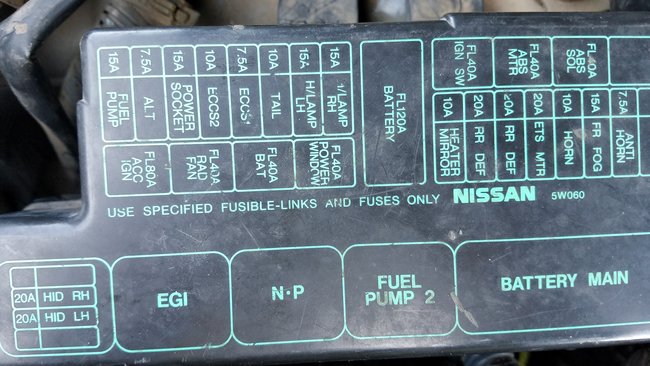 15A
FUEL
PUMP
7.5A
ALT
15A
POWER
SOCKET
10A
ECCS2
7.5A
ECCS1
10A
TAIL
15A
H/LAMP
LH
15A
H/LAMP
RH
FL80A
ACC
IGN
FL40A
RAD
FAN
FL40A
BAT
FL40A
POWER
WINDOW
FL120A
BATTERY
FL40A
IGN SW
FL40A
ABS
MTR
FL40A
ABS
SOL
10A
HEATER
MIRROR
20A
RR DEF
20A
RR DEF
20A
ETS MTR
10A
HORN
15A
FR FOG
7.5A
ANTI
HORN
USE SPECIFIED FUSIBLE-LINKS AND FUSES ONLY NISSAN 5W060
20A HID RH
20A HID LH
EGI
N·P
FUEL
PUMP 2
BATTERY MAIN